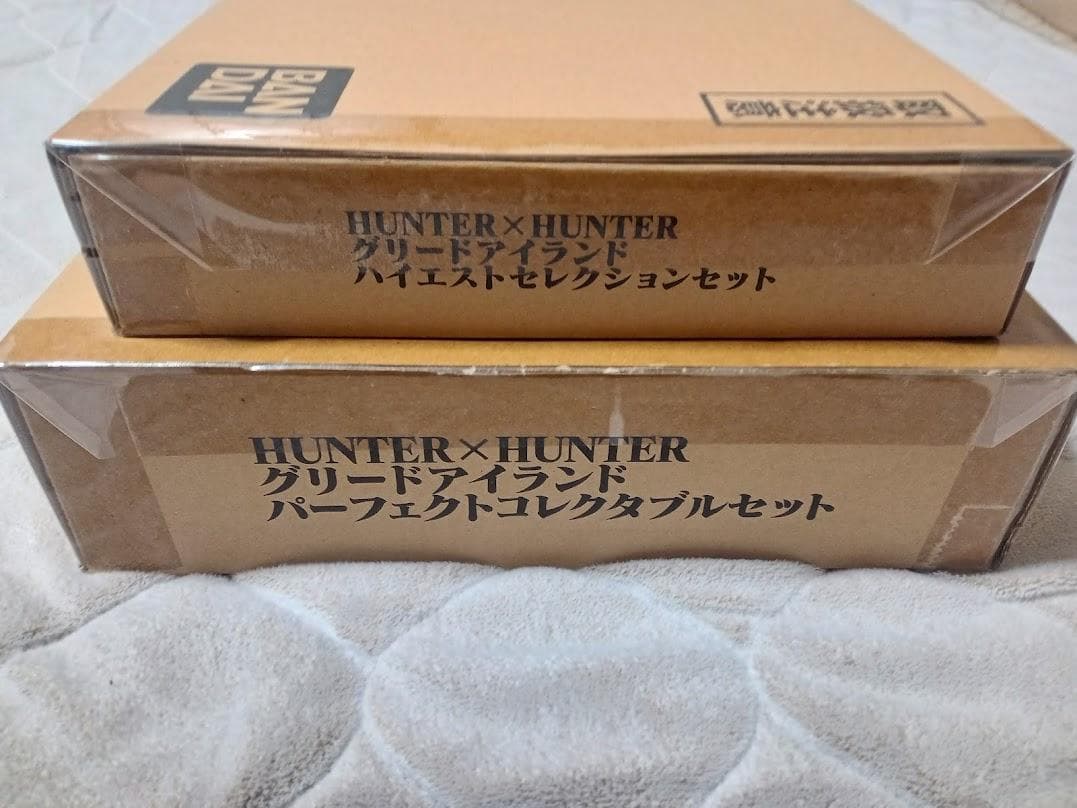 BAN
DAI
HUNTER×HUNTER
グリードアイランド
ハイエストセレクションセット
HUNTER×HUNTER
グリードアイランド
パーフェクトコレクタブルセット